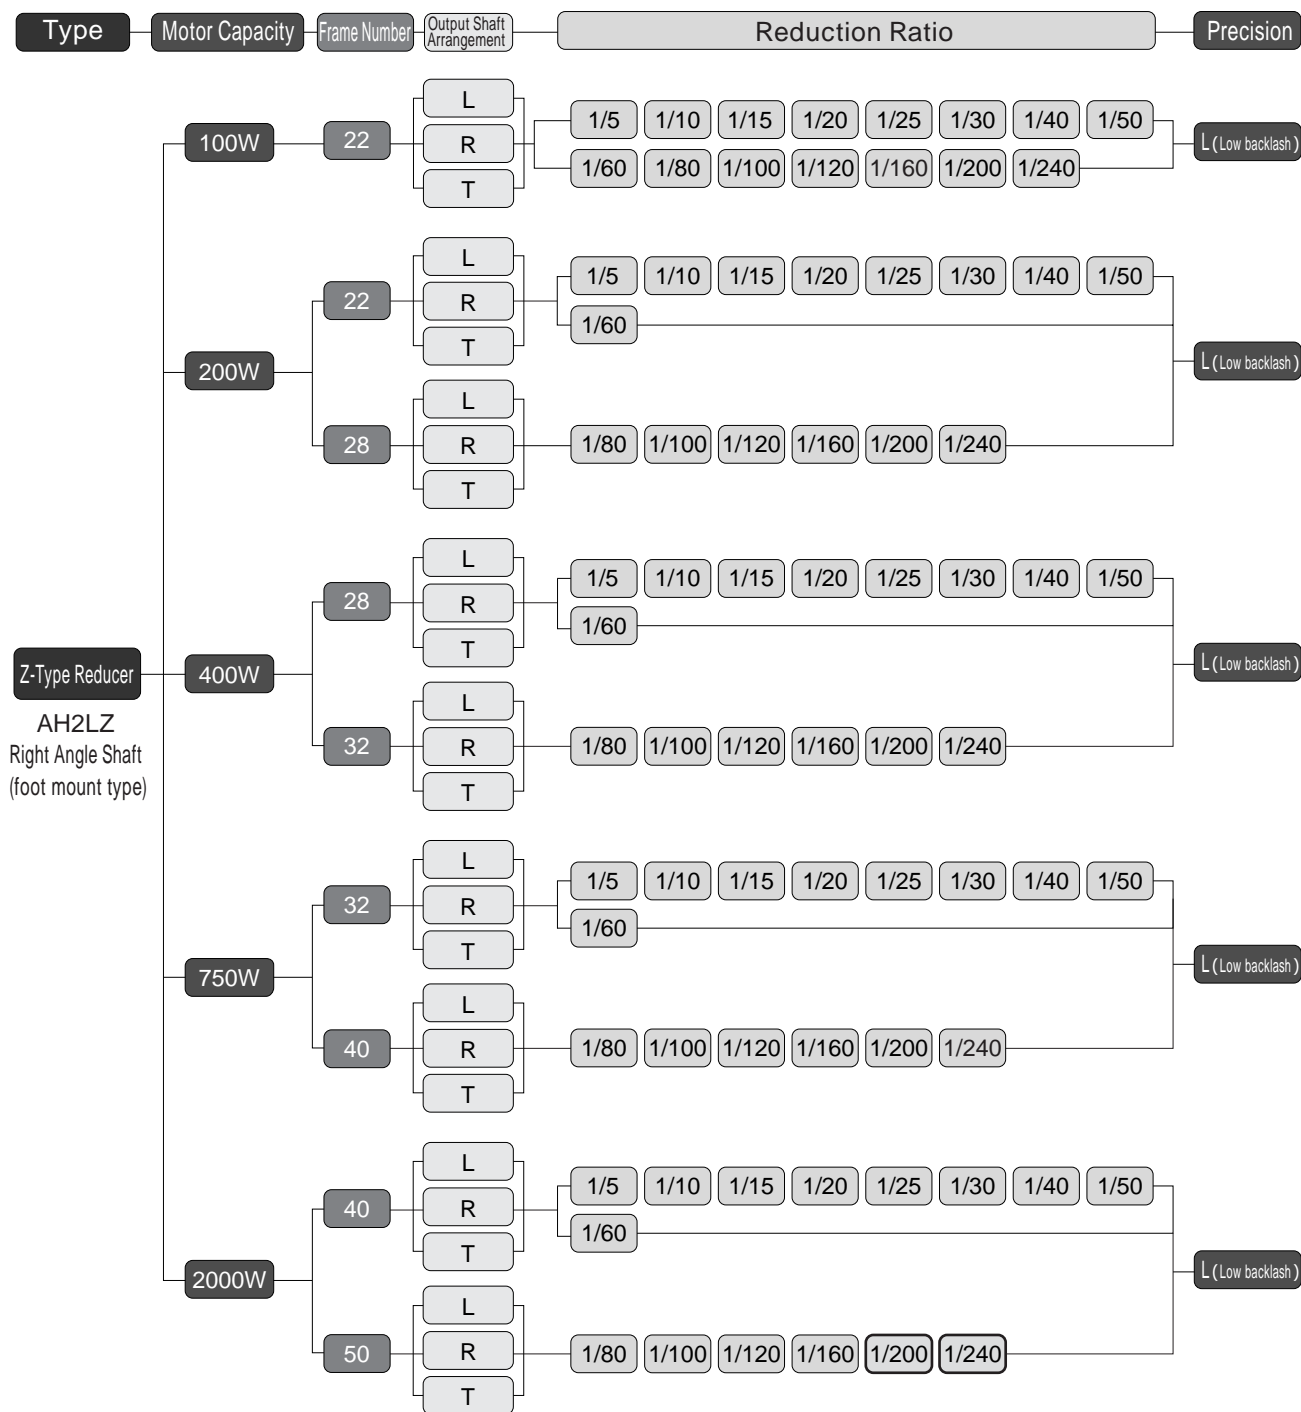 Type Motor Capacity Frame Number Output Shaft Arrangement Reduction Ratio Precision
L
1/5 1/10 1/15 1/20 1/25 1/30 1/40 1/50
100W 22 R L (Low backlash)
1/60 1/80 1/100 1/120 1/160 1/200 1/240
T
L
1/5 1/10 1/15 1/20 1/25 1/30 1/40 1/50
22 R
1/60
T
200W L (Low backlash)
L
28 R 1/80 1/100 1/120 1/160 1/200 1/240
T
L
1/5 1/10 1/15 1/20 1/25 1/30 1/40 1/50
28 R
1/60
T
Z-Type Reducer 400W L (Low backlash)
AH2LZ
Right Angle Shaft
(foot mount type)
L
32 R 1/80 1/100 1/120 1/160 1/200 1/240
T
L
1/5 1/10 1/15 1/20 1/25 1/30 1/40 1/50
32 R
1/60
T
750W L (Low backlash)
L
40 R 1/80 1/100 1/120 1/160 1/200 1/240
T
L
1/5 1/10 1/15 1/20 1/25 1/30 1/40 1/50
40 R
1/60
T
2000W L (Low backlash)
L
50 R 1/80 1/100 1/120 1/160 1/200 1/240
T